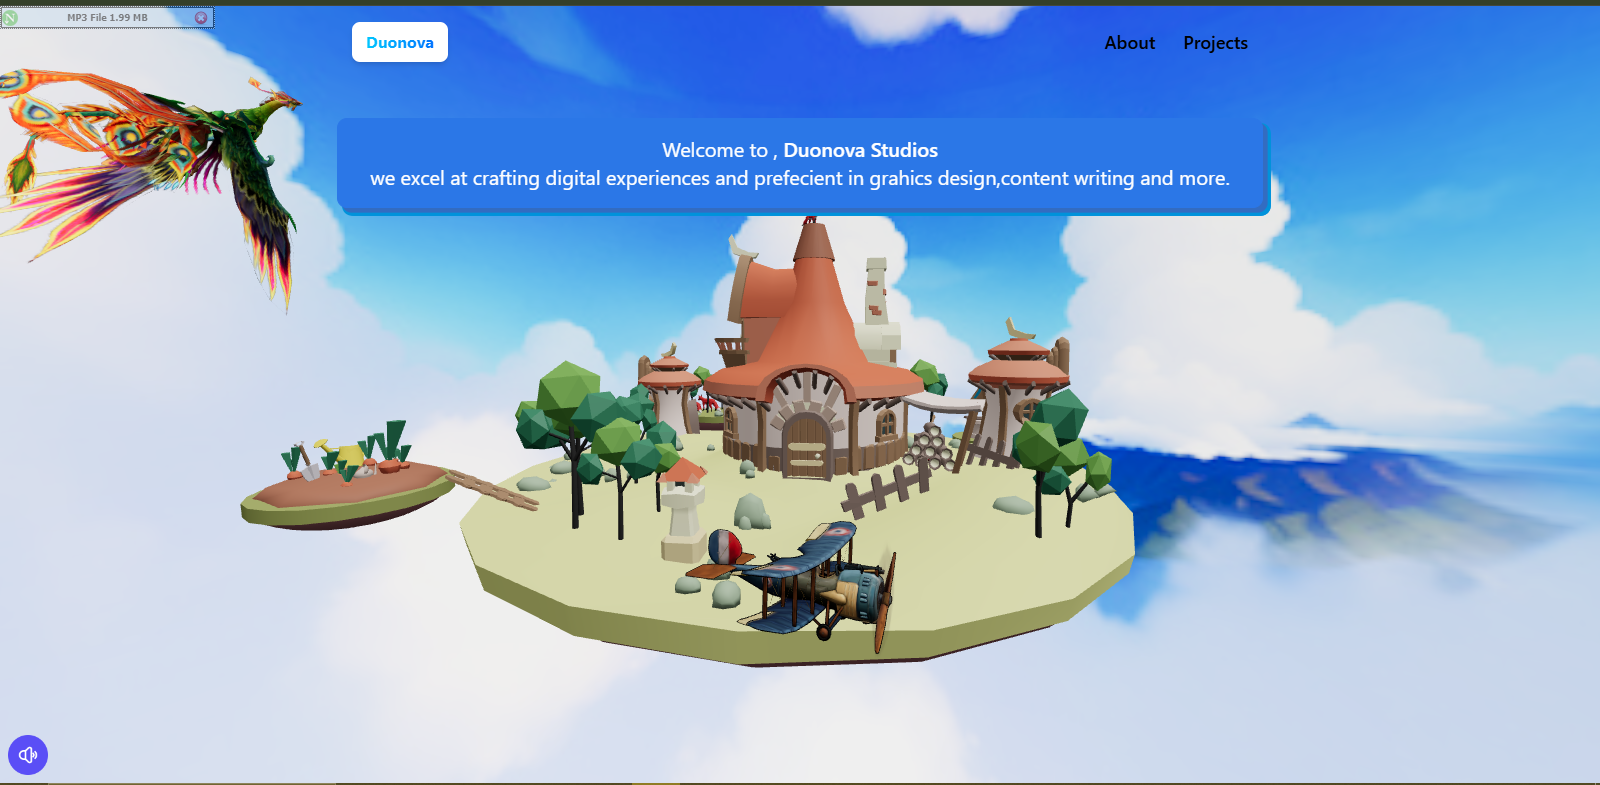 MP3 File 1.99 MB
Duonova
About
Projects
Welcome to , Duonova Studios
we excel at crafting digital experiences and prefecient in grahics design,content writing and more.